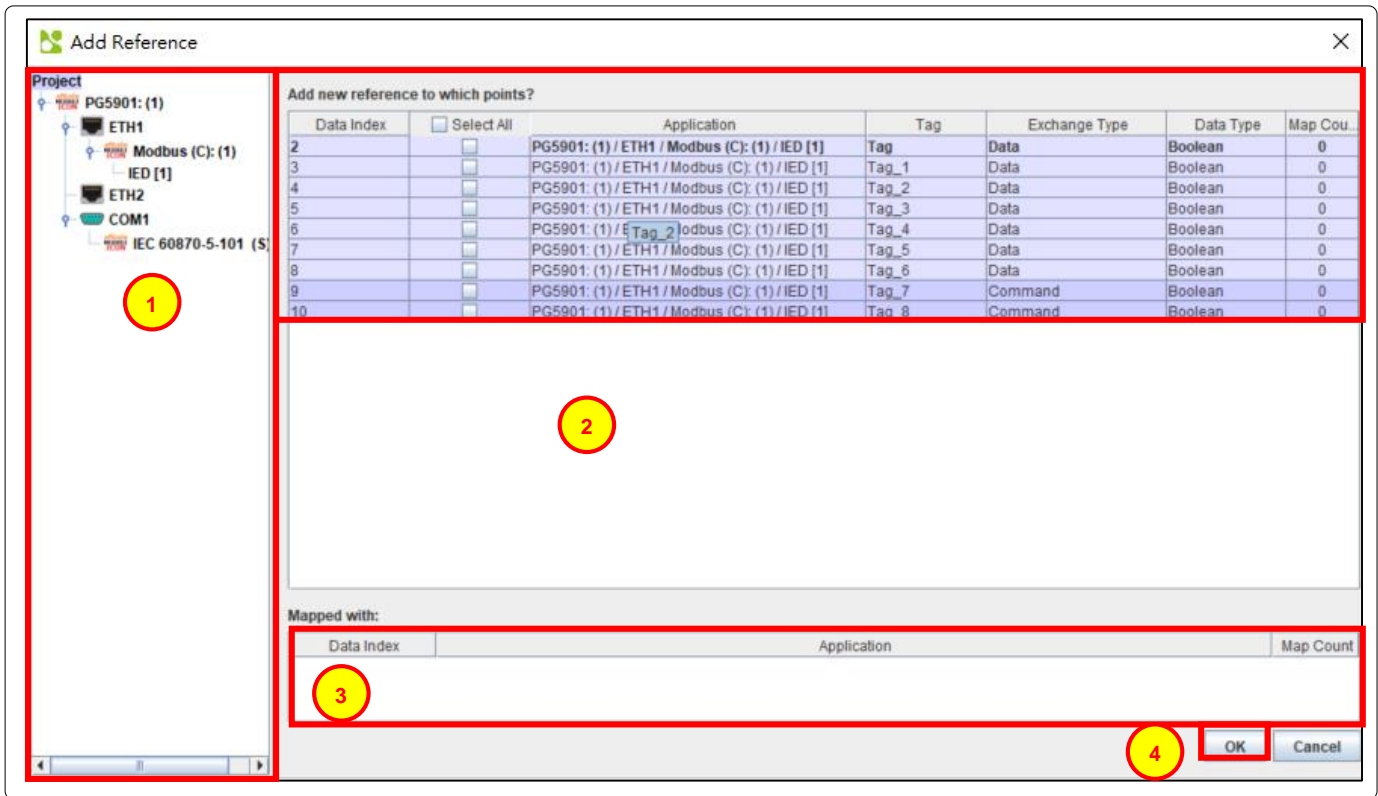 Add Reference
Project
PG5901: (1)
ETH1
Modbus (C): (1)
IED [1]
ETH2
COM1
IEC 60870-5-101 (S)
1
Add new reference to which points?
Data Index Select All Application Tag Exchange Type Data Type Map Cou...
2 PG5901: (1) / ETH1 / Modbus (C): (1) / IED [1] Tag Data Boolean 0
3 PG5901: (1) / ETH1 / Modbus (C): (1) / IED [1] Tag_1 Data Boolean 0
4 PG5901: (1) / ETH1 / Modbus (C): (1) / IED [1] Tag_2 Data Boolean 0
5 PG5901: (1) / ETH1 / Modbus (C): (1) / IED [1] Tag_3 Data Boolean 0
6 PG5901: (1) / E Tag_2 odbus (C): (1) / IED [1] Tag_4 Data Boolean 0
7 PG5901: (1) / ETH1 / Modbus (C): (1) / IED [1] Tag_5 Data Boolean 0
8 PG5901: (1) / ETH1 / Modbus (C): (1) / IED [1] Tag_6 Data Boolean 0
9 PG5901: (1) / ETH1 / Modbus (C): (1) / IED [1] Tag_7 Command Boolean 0
10 PG5901: (1) / ETH1 / Modbus (C): (1) / IED [1] Tag_8 Command Boolean 0
2
Mapped with:
Data Index Application Map Count
3
4
OK Cancel